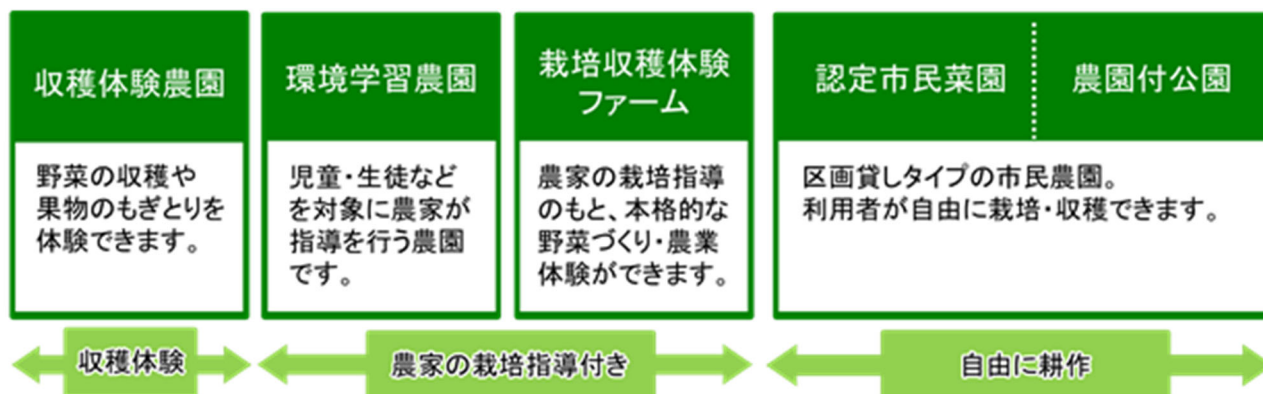 収穫体験農園
野菜の収穫や
果物のもぎとりを
体験できます。
環境学習農園
児童・生徒など
を対象に農家が
指導を行う農園
です。
栽培収穫体験
ファーム
農家の栽培指導
のもと、本格的な
野菜づくり・農業
体験ができます。
認定市民菜園
農園付公園
区画貸しタイプの市民農園。
利用者が自由に栽培・収穫できます。
収穫体験
農家の栽培指導付き
自由に耕作